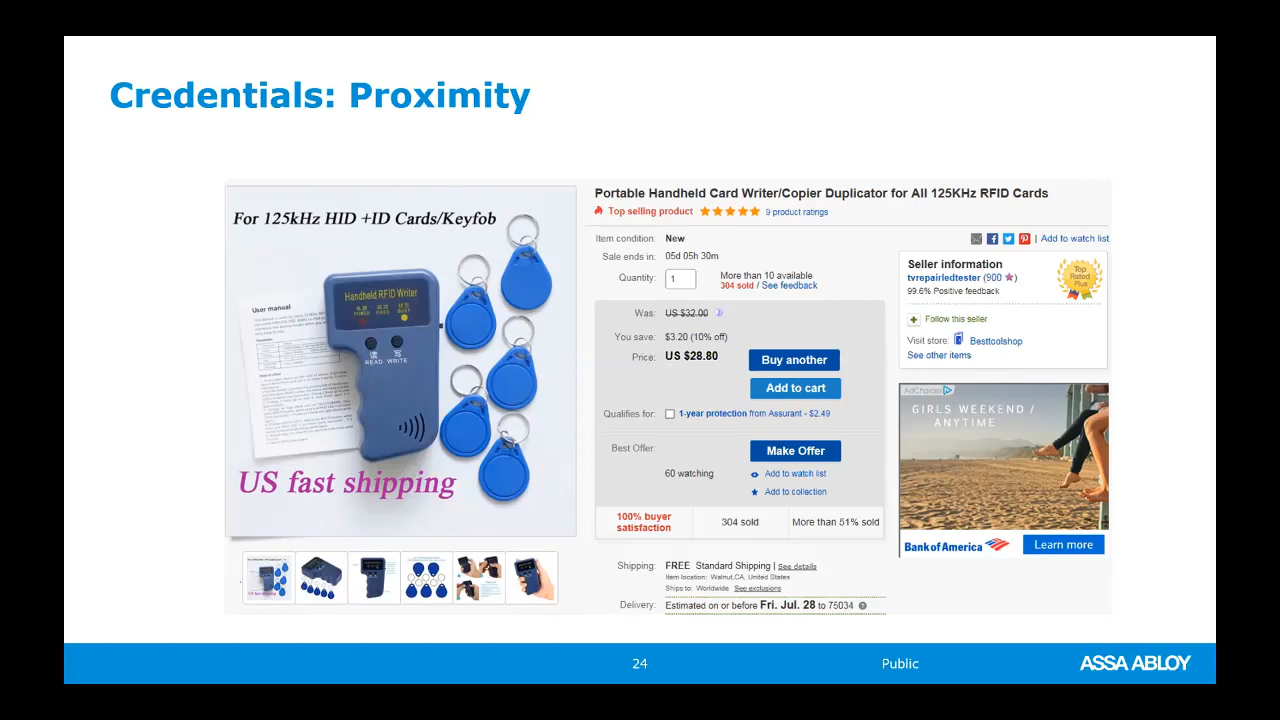 Credentials: Proximity
For 125kHz HID +ID Cards/Keyfob
User manual
Handheld RFID Writer
POWER PASS BUSY
读 写
READ WRITE
US fast shipping
Portable Handheld Card Writer/Copier Duplicator for All 125KHz RFID Cards
Top selling product 9 product ratings
Item condition: New
Sale ends in: 05d 05h 30m
Quantity: 1 More than 10 available
304 sold / See feedback
Was: US $32.00
You save: $3.20 (10% off)
Price: US $28.80
Buy another
Add to cart
Qualifies for: 1-year protection from Assurant - $2.49
Best Offer: Make Offer
60 watching Add to watch list
Add to collection
100% buyer satisfaction 304 sold More than 51% sold
Shipping: FREE Standard Shipping | See details
Item location: Walnut,CA, United States
Ships to: Worldwide See exclusions
Delivery: Estimated on or before Fri. Jul. 28 to 75034
| Add to watch list
Seller information
tvrepairledtester (900)
99.6% Positive feedback
Top Rated Plus
Follow this seller
Visit store: Besttoolshop
See other items
AdChoices
GIRLS WEEKEND /
ANYTIME
Bank of America Learn more
24 Public ASSA ABLOY